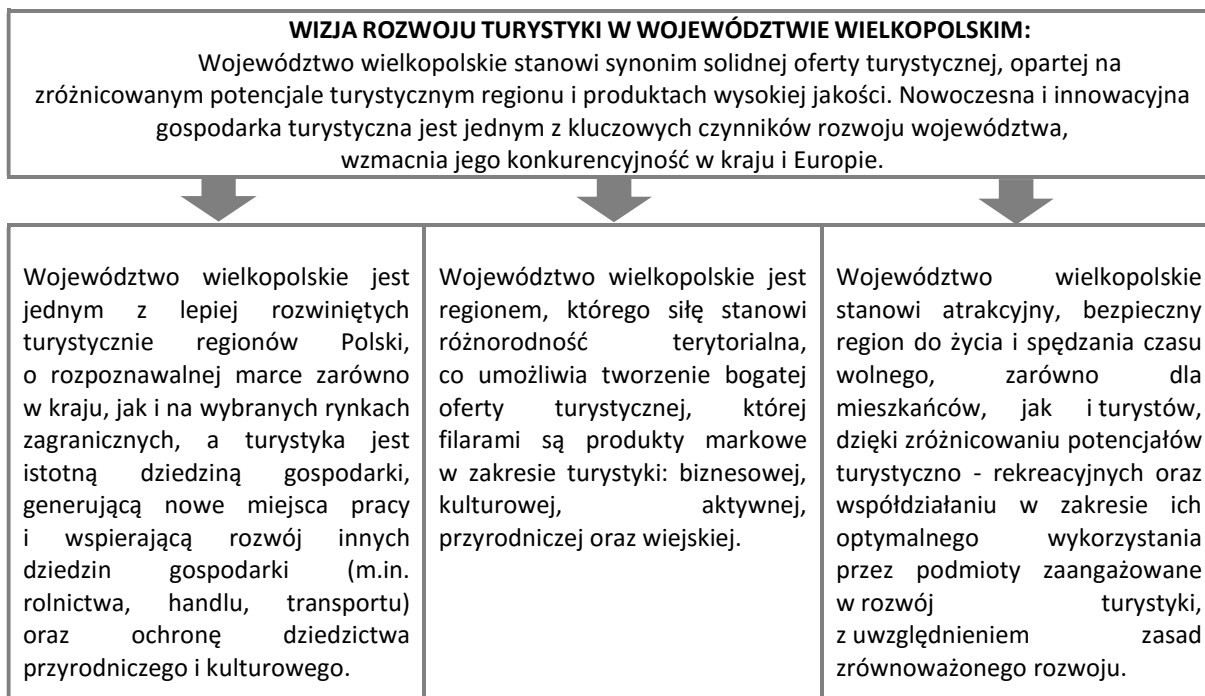 WIZJA ROZWOJU TURYSTYKI W WOJEWÓDZTWIE WIELKOPOLSKIM:
Województwo wielkopolskie stanowi synonim solidnej oferty turystycznej, opartej na
zróżnicowanym potencjale turystycznym regionu i produktach wysokiej jakości. Nowoczesna i innowacyjna
gospodarka turystyczna jest jednym z kluczowych czynników rozwoju województwa,
wzmacnia jego konkurencyjność w kraju i Europie.
Województwo wielkopolskie jest
jednym z lepiej rozwiniętych
turystycznie regionów Polski,
o rozpoznawalnej marce zarówno
w kraju, jak i na wybranych rynkach
zagranicznych, a turystyka jest
istotną dziedziną gospodarki,
generującą nowe miejsca pracy
i wspierającą rozwój innych
dziedzin gospodarki (m.in.
rolnictwa, handlu, transportu)
oraz ochronę dziedzictwa
przyrodniczego i kulturowego.
Województwo wielkopolskie jest
regionem, którego siłę stanowi
różnorodność terytorialna,
co umożliwia tworzenie bogatej
oferty turystycznej, której
filarami są produkty markowe
w zakresie turystyki: biznesowej,
kulturowej, aktywnej,
przyrodniczej oraz wiejskiej.
Województwo wielkopolskie
stanowi atrakcyjny, bezpieczny
region do życia i spędzania czasu
wolnego, zarówno dla
mieszkańców, jak i turystów,
dzięki zróżnicowaniu potencjałów
turystyczno - rekreacyjnych oraz
współdziałaniu w zakresie ich
optymalnego wykorzystania
przez podmioty zaangażowane
w rozwój turystyki,
z uwzględnieniem zasad
zrównoważonego rozwoju.